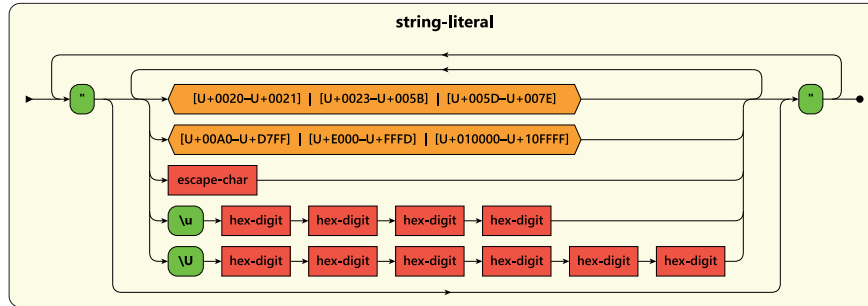 string-literal
" [U+0020–U+0021] | [U+0023–U+005B] | [U+005D–U+007E] "
[U+00A0–U+D7FF] | [U+E000–U+FFFD] | [U+010000–U+10FFFF]
escape-char
\u hex-digit hex-digit hex-digit hex-digit
\U hex-digit hex-digit hex-digit hex-digit hex-digit hex-digit